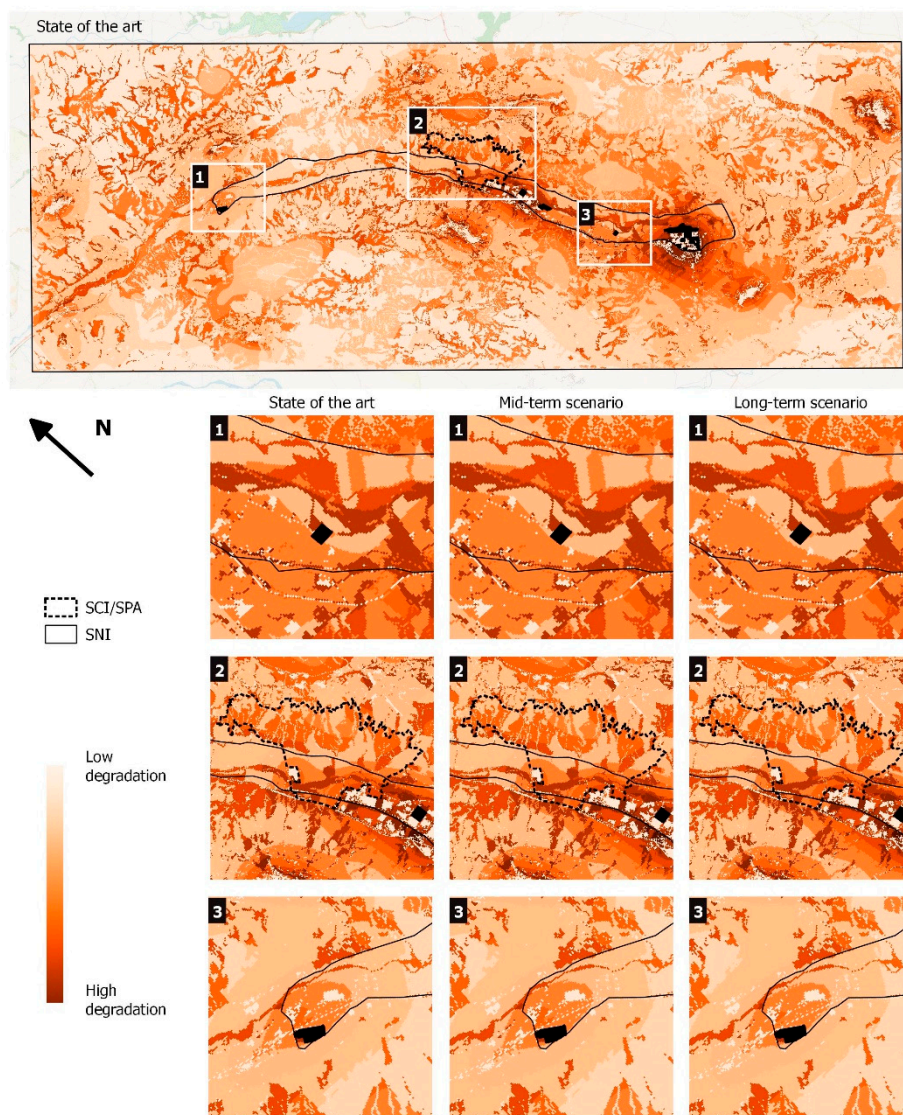 State of the art
2
1
3
State of the art
Mid-term scenario
Long-term scenario
N
1
1
1
SCI/SPA
SNI
2
2
2
Low
degradation
3
3
3
High
degradation